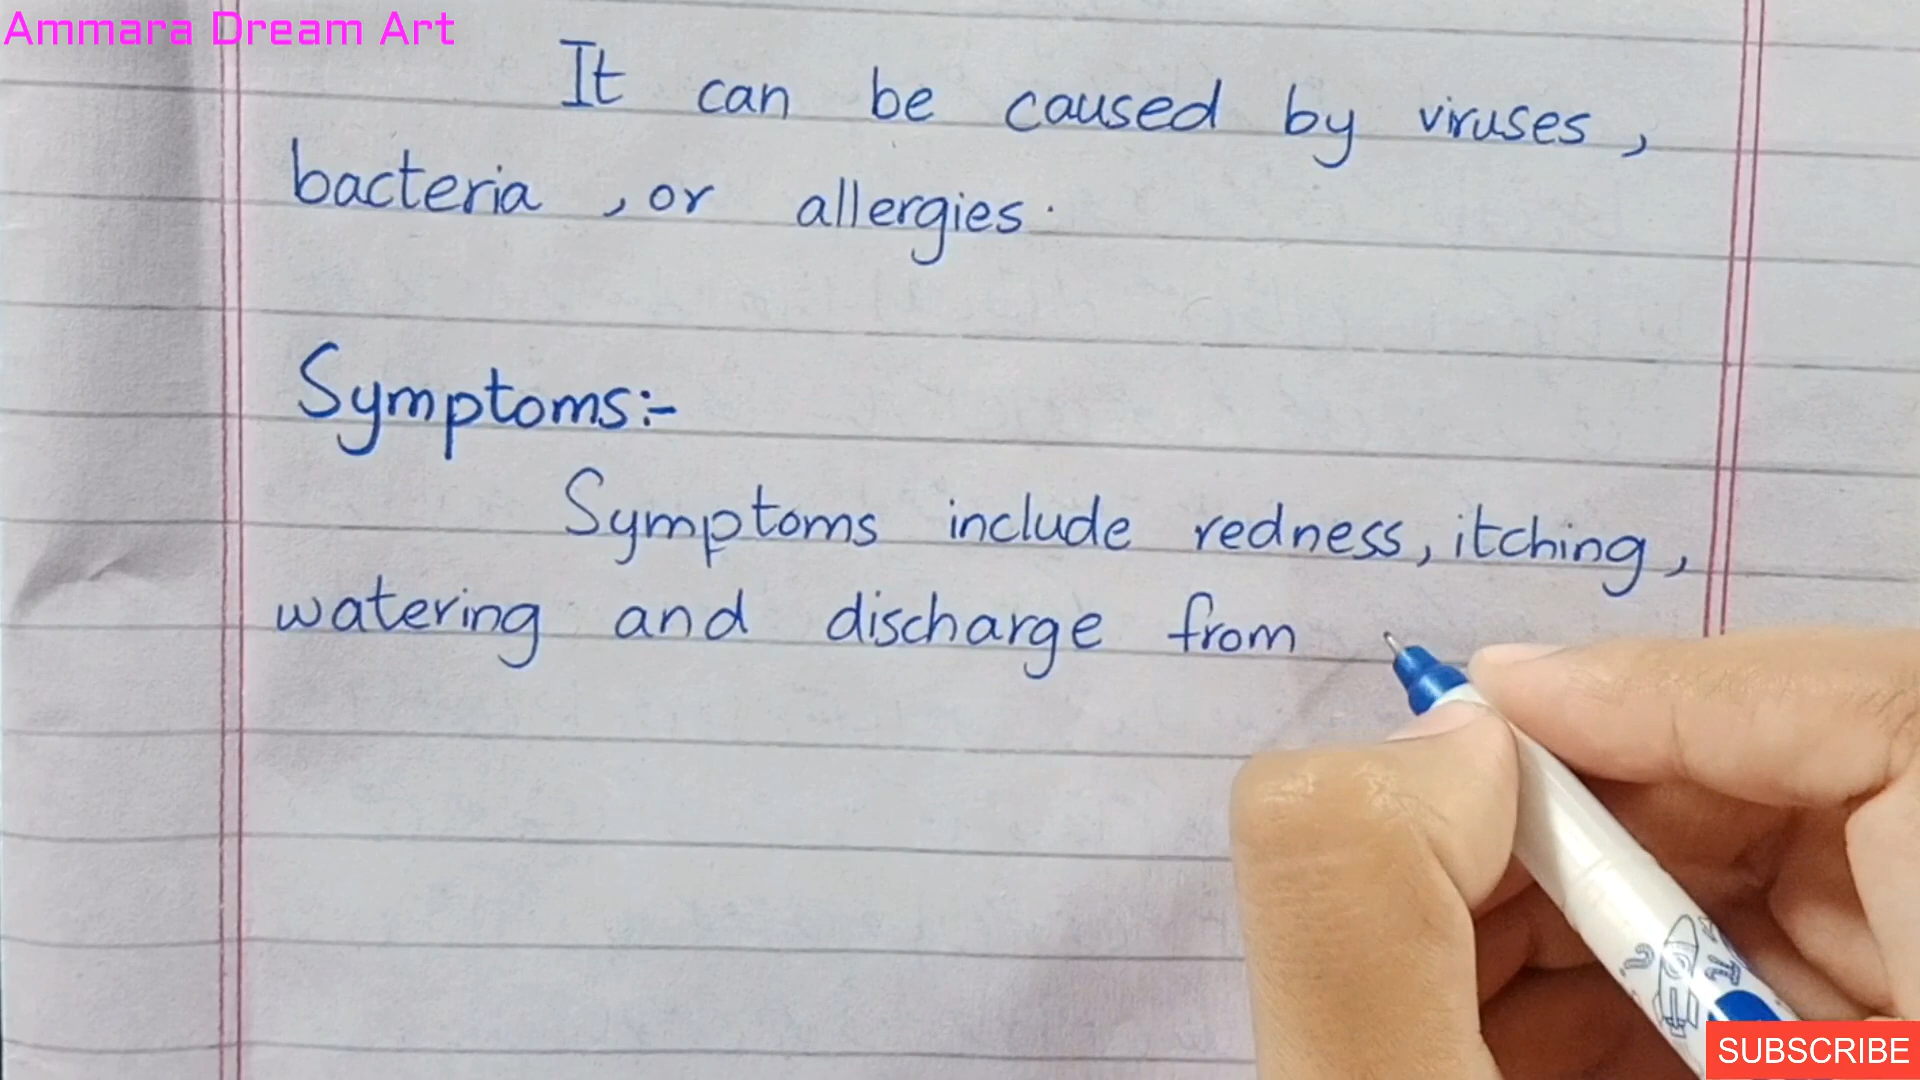 Ammara Dream Art
It can be caused by viruses,
bacteria , or allergies.
Symptoms:-
Symptoms include redness, itching,
watering and discharge from
SUBSCRIBE